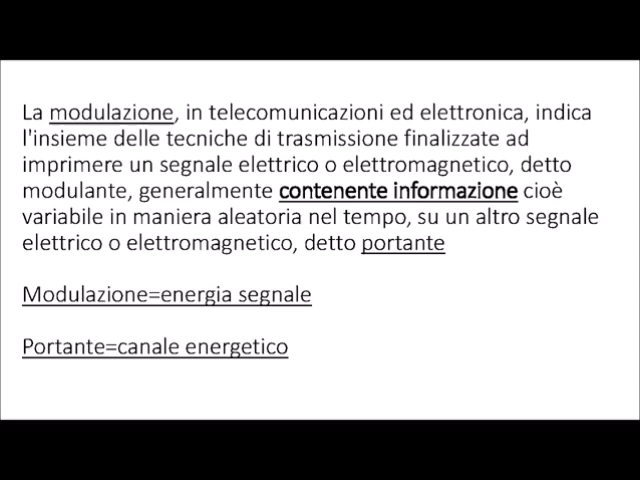 La modulazione, in telecomunicazioni ed elettronica, indica
l'insieme delle tecniche di trasmissione finalizzate ad
imprimere un segnale elettrico o elettromagnetico, detto
modulante, generalmente contenente informazione cioè
variabile in maniera aleatoria nel tempo, su un altro segnale
elettrico o elettromagnetico, detto portante
Modulazione=energia segnale
Portante=canale energetico